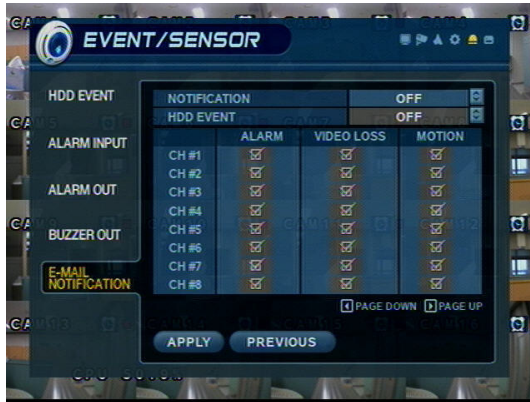 EVENT/SENSOR
HDD EVENT
ALARM INPUT
ALARM OUT
BUZZER OUT
E-MAIL
NOTIFICATION
NOTIFICATION OFF
HDD EVENT OFF
ALARM VIDEO LOSS MOTION
CH #1
CH #2
CH #3
CH #4
CH #5
CH #6
CH #7
CH #8
PAGE DOWN PAGE UP
APPLY PREVIOUS